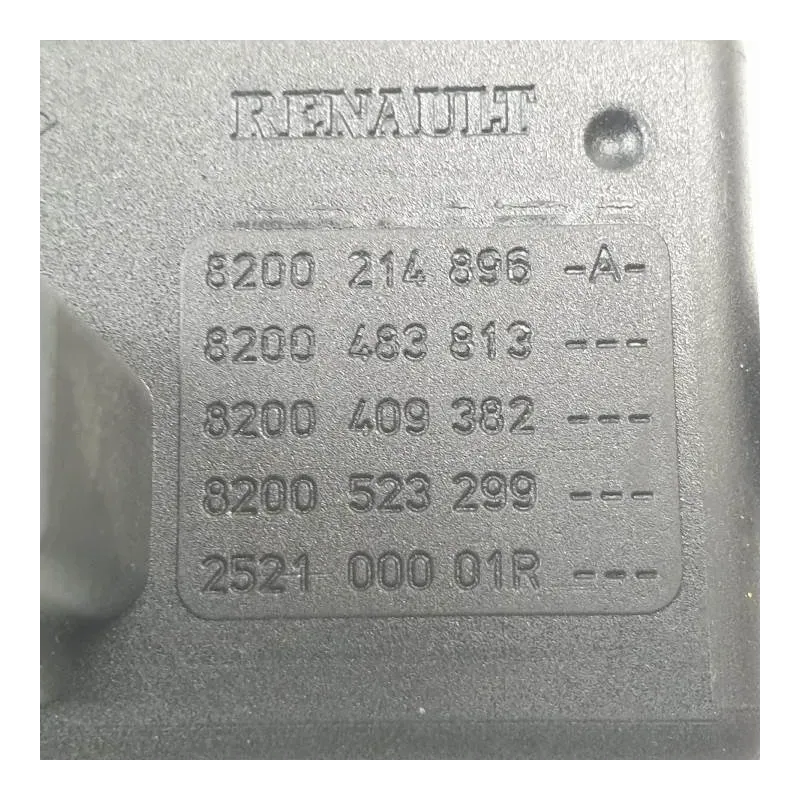 RENAULT
8200 214 896 -A-
8200 483 813 ---
8200 409 382 ---
8200 523 299 ---
2521 000 01R ---